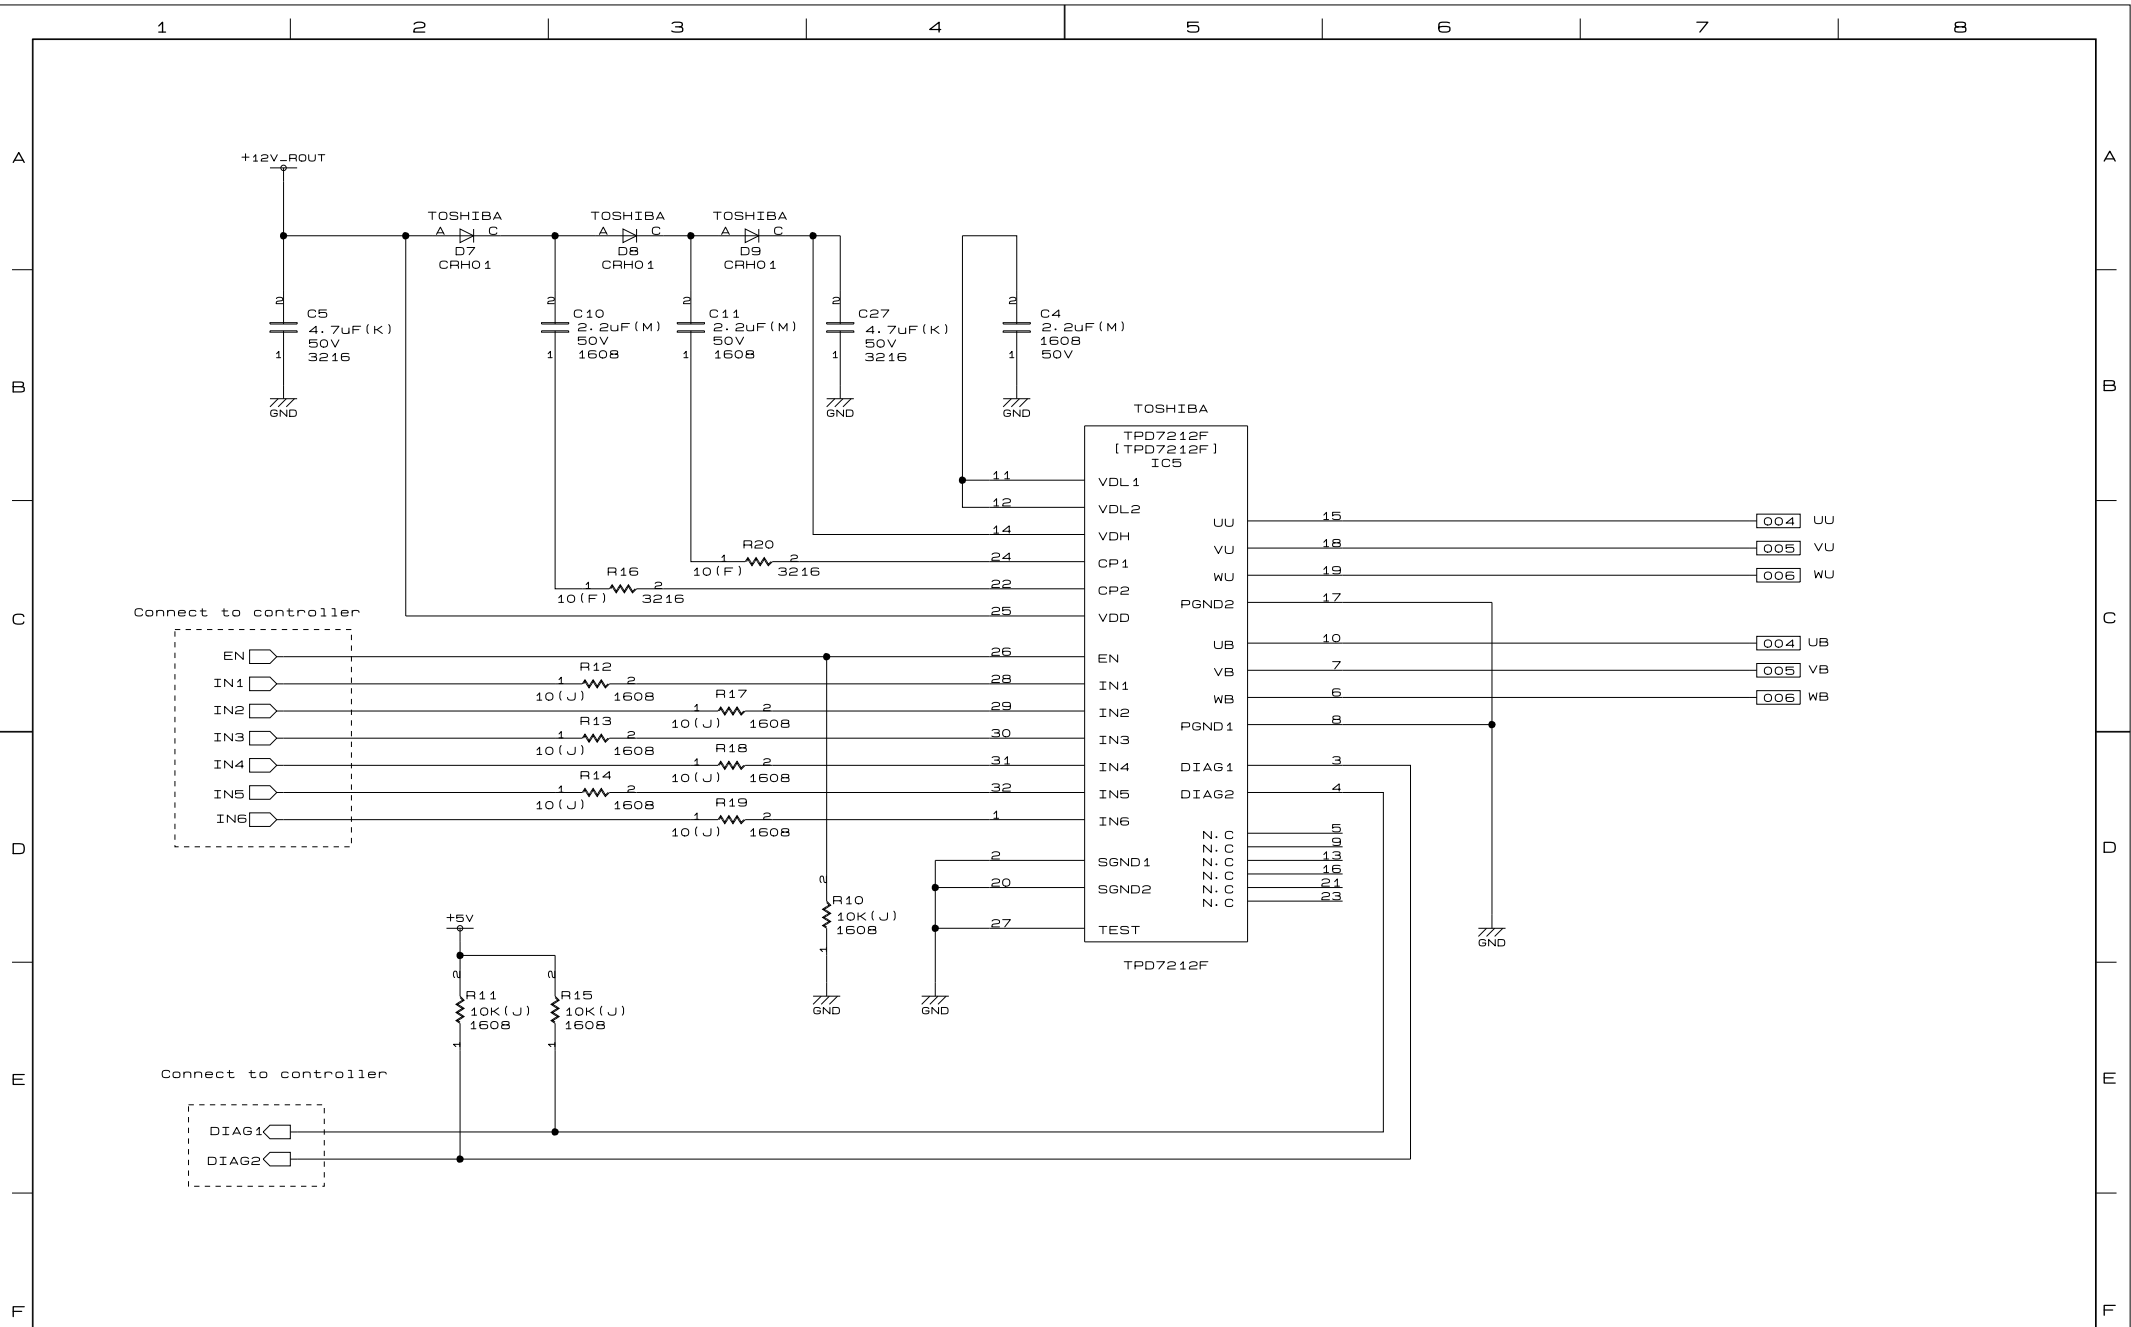 1 2 3 4 5 6 7 8
A A
+12V_ROUT
TOSHIBA TOSHIBA TOSHIBA
A C A C A C
D7 D8 D9
CRH01 CRH01 CRH01
2 2 2 2 2
C5 C10 C11 C27 C4
4.7uF(K) 2.2uF(M) 2.2uF(M) 4.7uF(K) 2.2uF(M)
50V 50V 50V 50V 1608
3216 1608 1608 3216 50V
1 1 1 1 1
B B
GND GND GND
TOSHIBA
TPD7212F
[TPD7212F]
IC5
11 VDL1
12 VDL2
UU 15 004 UU
14 VDH
R20
VU 18 005 VU
1 2 24 CP1
10(F) 3216
R16
WU 19 006 WU
1 2 22 CP2
10(F) 3216
PGND2 17
Connect to controller
25 VDD
C C
UB 10 004 UB
EN 26 EN
R12
VB 7 005 VB
IN1 1 2 28 IN1
10(J) 1608
R17
WB 6 006 WB
IN2 1 2 29 IN2
10(J) 1608
R13
PGND1 8
IN3 1 2 30 IN3
10(J) 1608
R18
IN4 1 2 31 IN4 DIAG1 3
10(J) 1608
R14
IN5 1 2 32 IN5 DIAG2 4
10(J) 1608
R19
IN6 1 2 1 IN6
10(J) 1608
N.C 5
N.C 9
N.C 13
N.C 16
N.C 21
N.C 23
D D
2 SGND1
20 SGND2
2
R10
10K(J)
1608
1
27 TEST
GND
+5V
TPD7212F
2 2
R11 R15
10K(J) 10K(J)
1608 1608
1 1
GND GND
Connect to controller
E E
DIAG1
DIAG2
F F